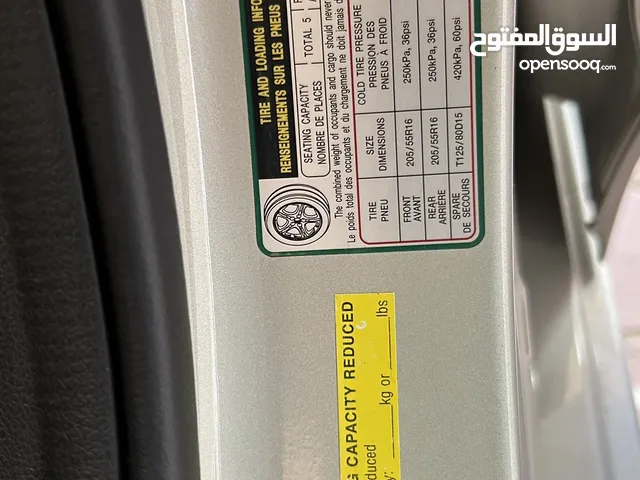 السوق المفتوح
opensooq.com
TIRE AND LOADING INFO
RENSEIGNEMENTS SUR LES PNEUS
SEATING CAPACITY
NOMBRE DE PLACES
TOTAL 5
The combined weight of occupants and cargo should never
Le poids total des occupants et du chargement ne doit jamais
TIRE
PNEU
SIZE
DIMENSIONS
COLD TIRE PRESSURE
PRESSION DES
PNEUS À FROID
FRONT
AVANT
205/55R16
250kPa, 36psi
REAR
ARRIÈRE
205/55R16
250kPa, 36psi
SPARE
DE SECOURS
T125/80D15
420kPa, 60psi
G CAPACITY REDUCED
duced
y: ____kg or ____lbs